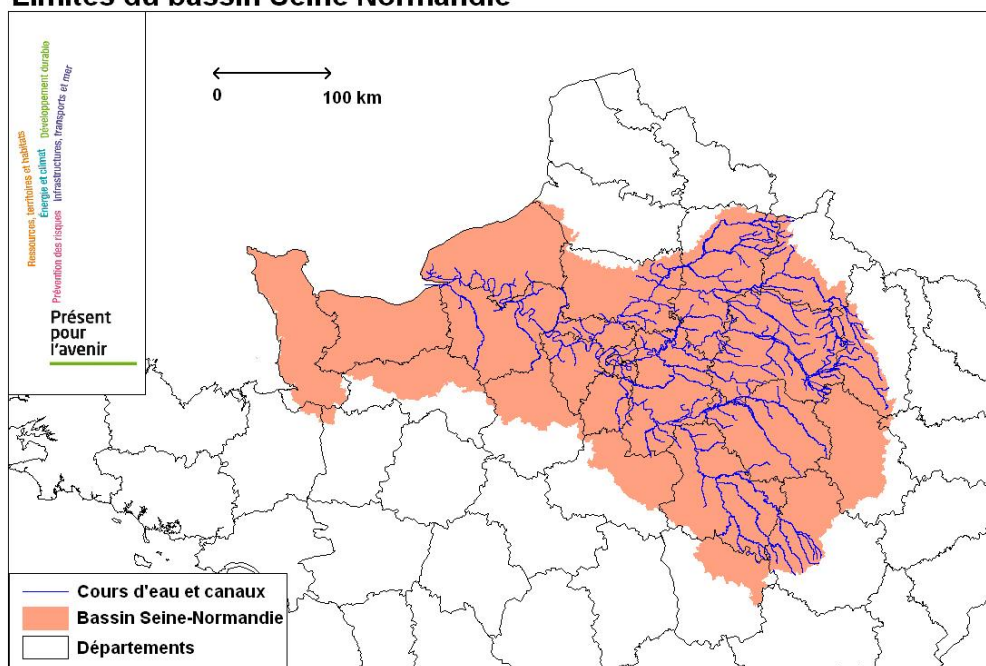 Limites du bassin Seine Normandie
Ressources, territoires et habitats
Énergie et climat
Développement durable
Prévention des risques
Infrastructures, transports et mer
Présent
pour
l'avenir
0
100 km
Cours d'eau et canaux
Bassin Seine-Normandie
Départements